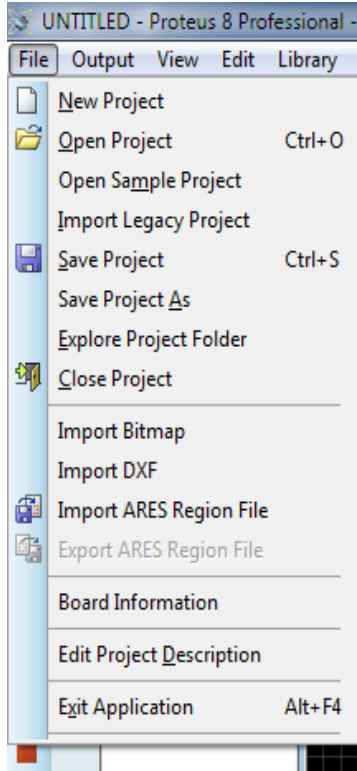 UNTITLED - Proteus 8 Professional -
File Output View Edit Library
New Project
Open Project Ctrl+O
Open Sample Project
Import Legacy Project
Save Project Ctrl+S
Save Project As
Explore Project Folder
Close Project
Import Bitmap
Import DXF
Import ARES Region File
Export ARES Region File
Board Information
Edit Project Description
Exit Application Alt+F4